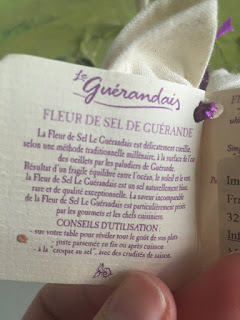 Le Guérandais
FLEUR DE SEL DE GUÉRANDE
La Fleur de Sel Le Guérandais est délicatement cueillie,
selon une méthode traditionnelle millénaire, à la surface de l'eau
des oeillets par les paludiers de Guérande.
Résultat d'un fragile équilibre entre l'océan, le soleil et le vent,
la Fleur de Sel Le Guérandais est un sel naturellement blanc,
rare et de qualité exceptionnelle. La saveur incomparable
de la Fleur de Sel Le Guérandais est particulièrement prisée
par les gourmets et les chefs cuisiniers.
CONSEILS D'UTILISATION :
- sur votre table pour révéler tout le goût de vos plats
- juste parsemée en fin ou après cuisson
- à la "croque au sel", avec des crudités de saison.
Im
Fra
32
Int